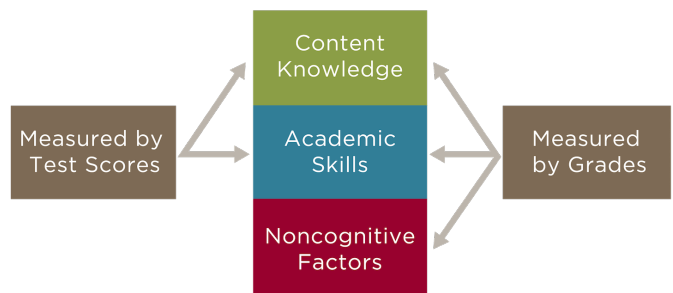 Content
Knowledge
Measured by
Test Scores
Academic
Skills
Measured
by Grades
Noncognitive
Factors